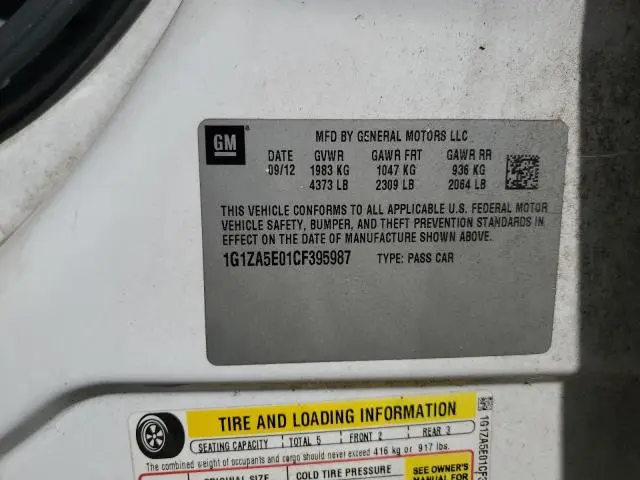 GM
MFD BY GENERAL MOTORS LLC
DATE GVWR GAWR FRT GAWR RR
09/12 1983 KG 1047 KG 936 KG
4373 LB 2309 LB 2064 LB
THIS VEHICLE CONFORMS TO ALL APPLICABLE U.S. FEDERAL MOTOR
VEHICLE SAFETY, BUMPER, AND THEFT PREVENTION STANDARDS IN
EFFECT ON THE DATE OF MANUFACTURE SHOWN ABOVE.
1G1ZA5E01CF395987 TYPE: PASS CAR
TIRE AND LOADING INFORMATION
SEATING CAPACITY TOTAL 5 FRONT 2 REAR 3
The combined weight of occupants and cargo should never exceed 416 kg or 917 lbs.
ORIGINAL SIZE COLD TIRE PRESSURE
SEE OWNER'S
MANUAL FOR
1G1ZA5E01CF3